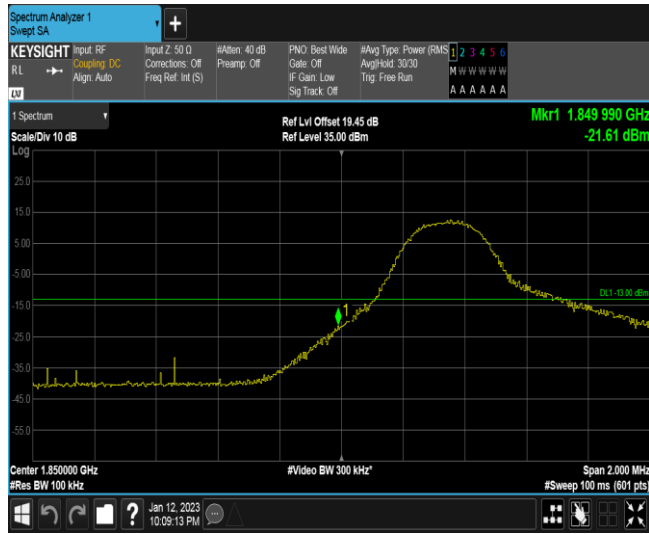 Spectrum Analyzer 1
Swept SA
+
KEYSIGHT Input: RF Input Z: 50 Ω #Atten: 40 dB PNO: Best Wide #Avg Type: Power (RMS 1 2 3 4 5 6
RL Coupling: DC Corrections: Off Preamp: Off Gate: Off Avg|Hold: 30/30 M W W W W W
Align: Auto Freq Ref: Int (S) IF Gain: Low Trig: Free Run
Sig Track: Off A A A A A A
LXI
1 Spectrum Ref Lvl Offset 19.45 dB Mkr1 1.849 990 GHz
Scale/Div 10 dB Ref Level 35.00 dBm -21.61 dBm
Log
25.0
15.0
5.00
-5.00
DL1 -13.00 dBm
-15.0
1
-25.0
-35.0
-45.0
-55.0
Center 1.850000 GHz #Video BW 300 kHz* Span 2.000 MHz
#Res BW 100 kHz #Sweep 100 ms (601 pts)
? Jan 12, 2023
10:09:13 PM